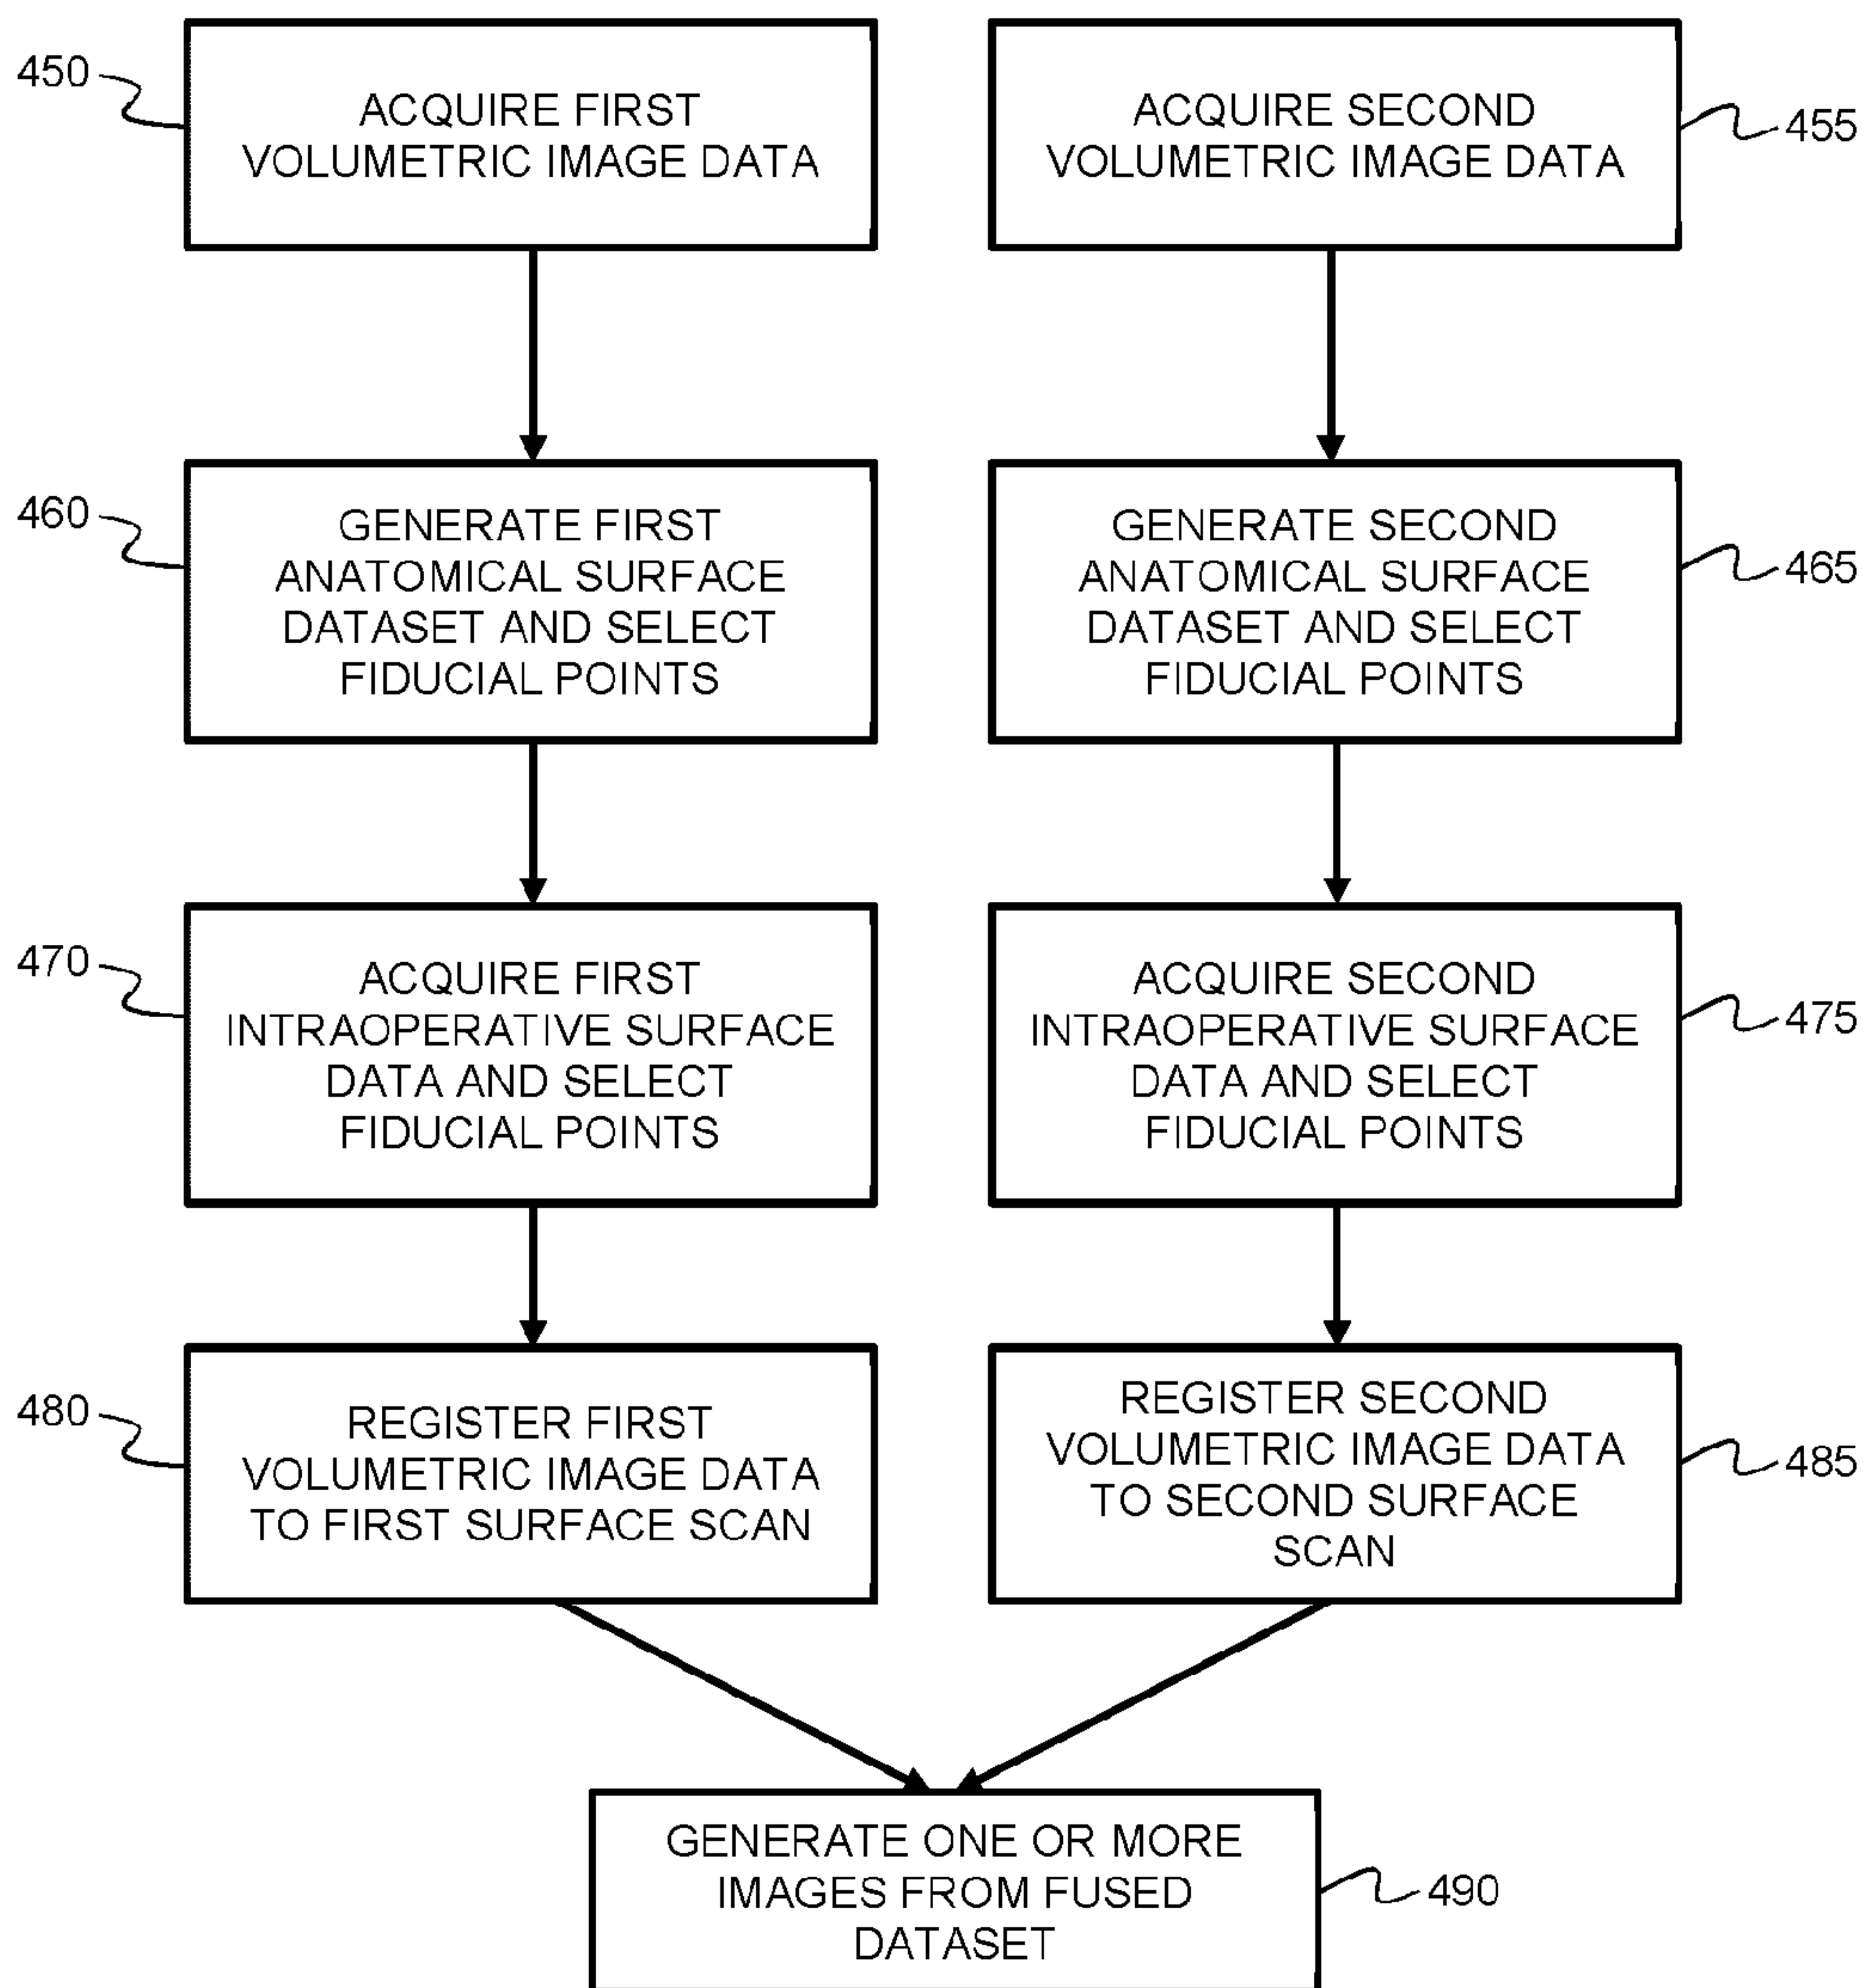 450
ACQUIRE FIRST
VOLUMETRIC IMAGE DATA
ACQUIRE SECOND
VOLUMETRIC IMAGE DATA
455
460
GENERATE FIRST
ANATOMICAL SURFACE
DATASET AND SELECT
FIDUCIAL POINTS
GENERATE SECOND
ANATOMICAL SURFACE
DATASET AND SELECT
FIDUCIAL POINTS
465
470
ACQUIRE FIRST
INTRAOPERATIVE SURFACE
DATA AND SELECT
FIDUCIAL POINTS
ACQUIRE SECOND
INTRAOPERATIVE SURFACE
DATA AND SELECT
FIDUCIAL POINTS
475
480
REGISTER FIRST
VOLUMETRIC IMAGE DATA
TO FIRST SURFACE SCAN
REGISTER SECOND
VOLUMETRIC IMAGE DATA
TO SECOND SURFACE
SCAN
485
GENERATE ONE OR MORE
IMAGES FROM FUSED
DATASET
490